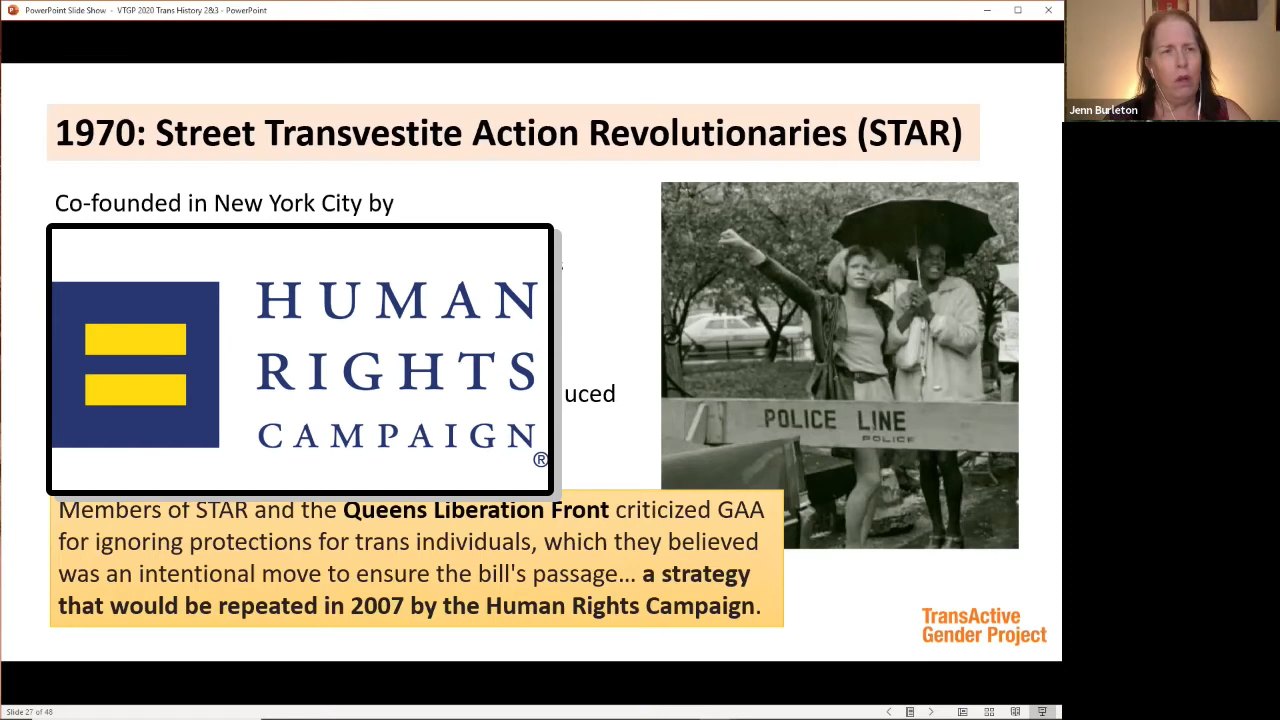 PowerPoint Slide Show - VTGP 2020 Trans History 2&3 - PowerPoint
Jenn Burleton
1970: Street Transvestite Action Revolutionaries (STAR)
Co-founded in New York City by
HUMAN
RIGHTS
CAMPAIGN®
uced
POLICE LINE
POLICE
Members of STAR and the Queens Liberation Front criticized GAA
for ignoring protections for trans individuals, which they believed
was an intentional move to ensure the bill's passage… a strategy
that would be repeated in 2007 by the Human Rights Campaign.
TransActive
Gender Project
Slide 27 of 48